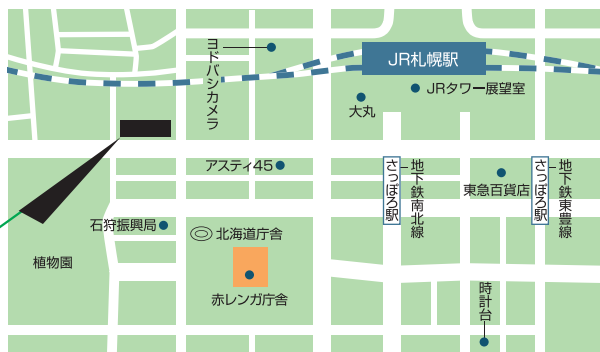 ヨドバシカメラ
JR札幌駅
JRタワー展望室
大丸
アスティ45
さっぽろ駅
地下鉄南北線
東急百貨店
さっぽろ駅
地下鉄東豊線
石狩振興局
北海道庁舎
植物園
赤レンガ庁舎
時計台